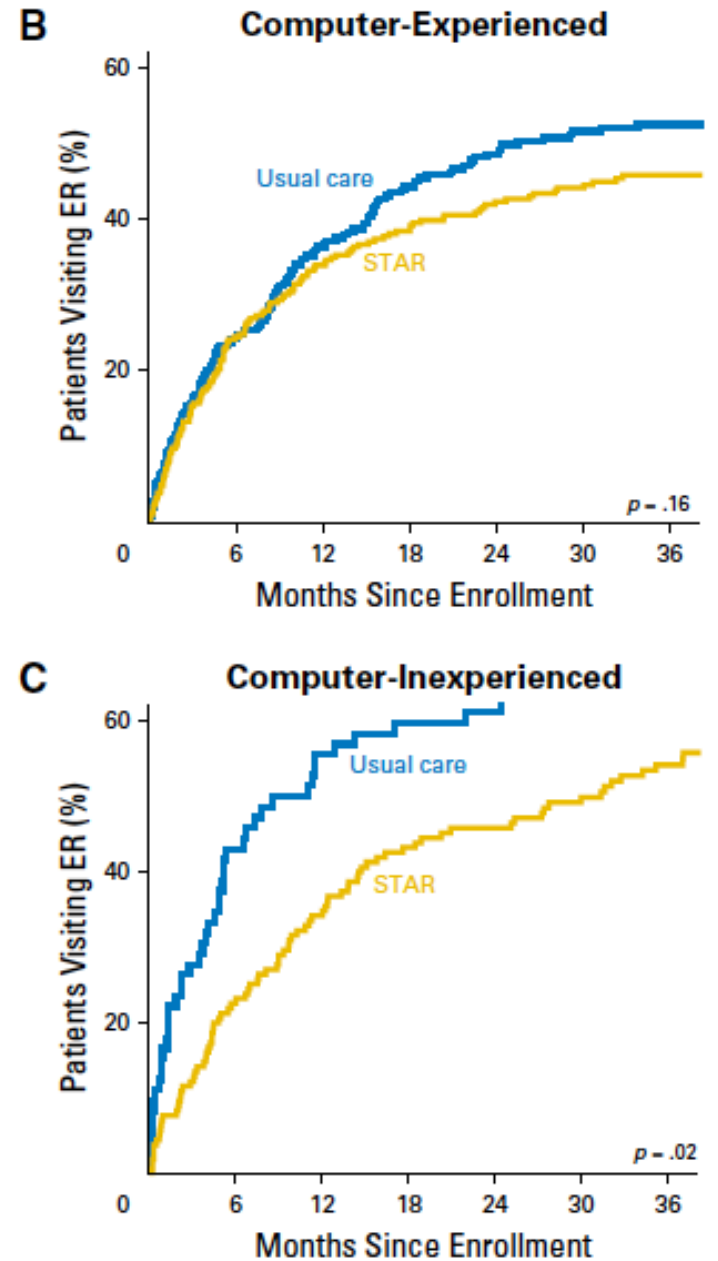 B
Computer-Experienced
60
40
20
0
Patients Visiting ER (%)
Usual care
STAR
p = .16
6 12 18 24 30 36
Months Since Enrollment
C
Computer-Inexperienced
60
40
20
0
Patients Visiting ER (%)
Usual care
STAR
p = .02
6 12 18 24 30 36
Months Since Enrollment